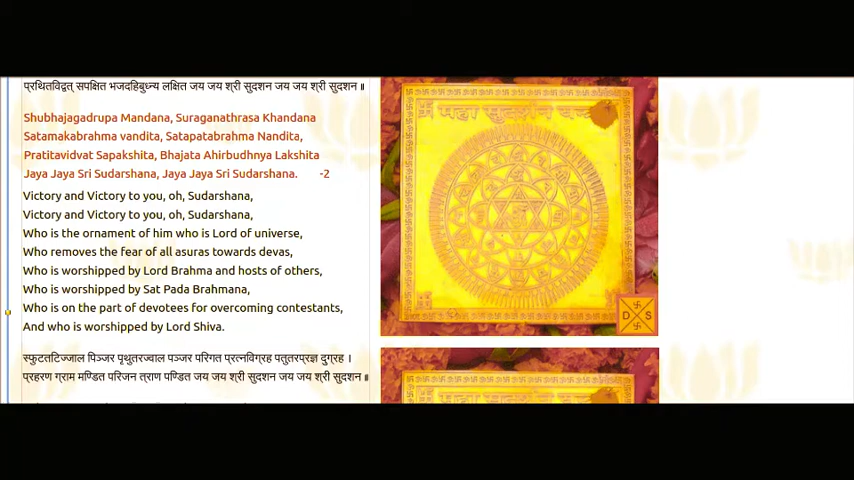 प्रथितविद्वत् सपक्षित भजदहिबुध्न्य लक्षित जय जय श्री सुदशन जय जय श्री सुदशन ॥
Shubhajagadrupa Mandana, Suraganathrasa Khandana
Satamakabrahma vandita, Satapatabrahma Nandita,
Pratitavidvat Sapakshita, Bhajata Ahirbudhnya Lakshita
Jaya Jaya Sri Sudarshana, Jaya Jaya Sri Sudarshana. -2
Victory and Victory to you, oh, Sudarshana,
Victory and Victory to you, oh, Sudarshana,
Who is the ornament of him who is Lord of universe,
Who removes the fear of all asuras towards devas,
Who is worshipped by Lord Brahma and hosts of others,
Who is worshipped by Sat Pada Brahmana,
Who is on the part of devotees for overcoming contestants,
And who is worshipped by Lord Shiva.
स्फुटतटिज्जाल पिञ्जर पृथुतरज्वाल पञ्जर परिगत प्रत्नविग्रह पतुतरप्रज्ञ दुग्रह ।
प्रहरण ग्राम मण्डित परिजन त्राण पण्डित जय जय श्री सुदशन जय जय श्री सुदशन ॥
महा सुदर्शन यन्त्र
D S